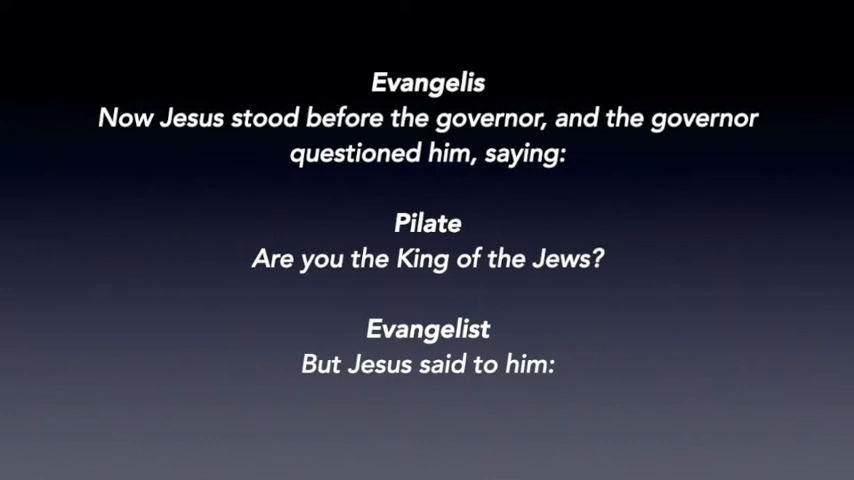 Evangelis
Now Jesus stood before the governor, and the governor
questioned him, saying:
Pilate
Are you the King of the Jews?
Evangelist
But Jesus said to him: